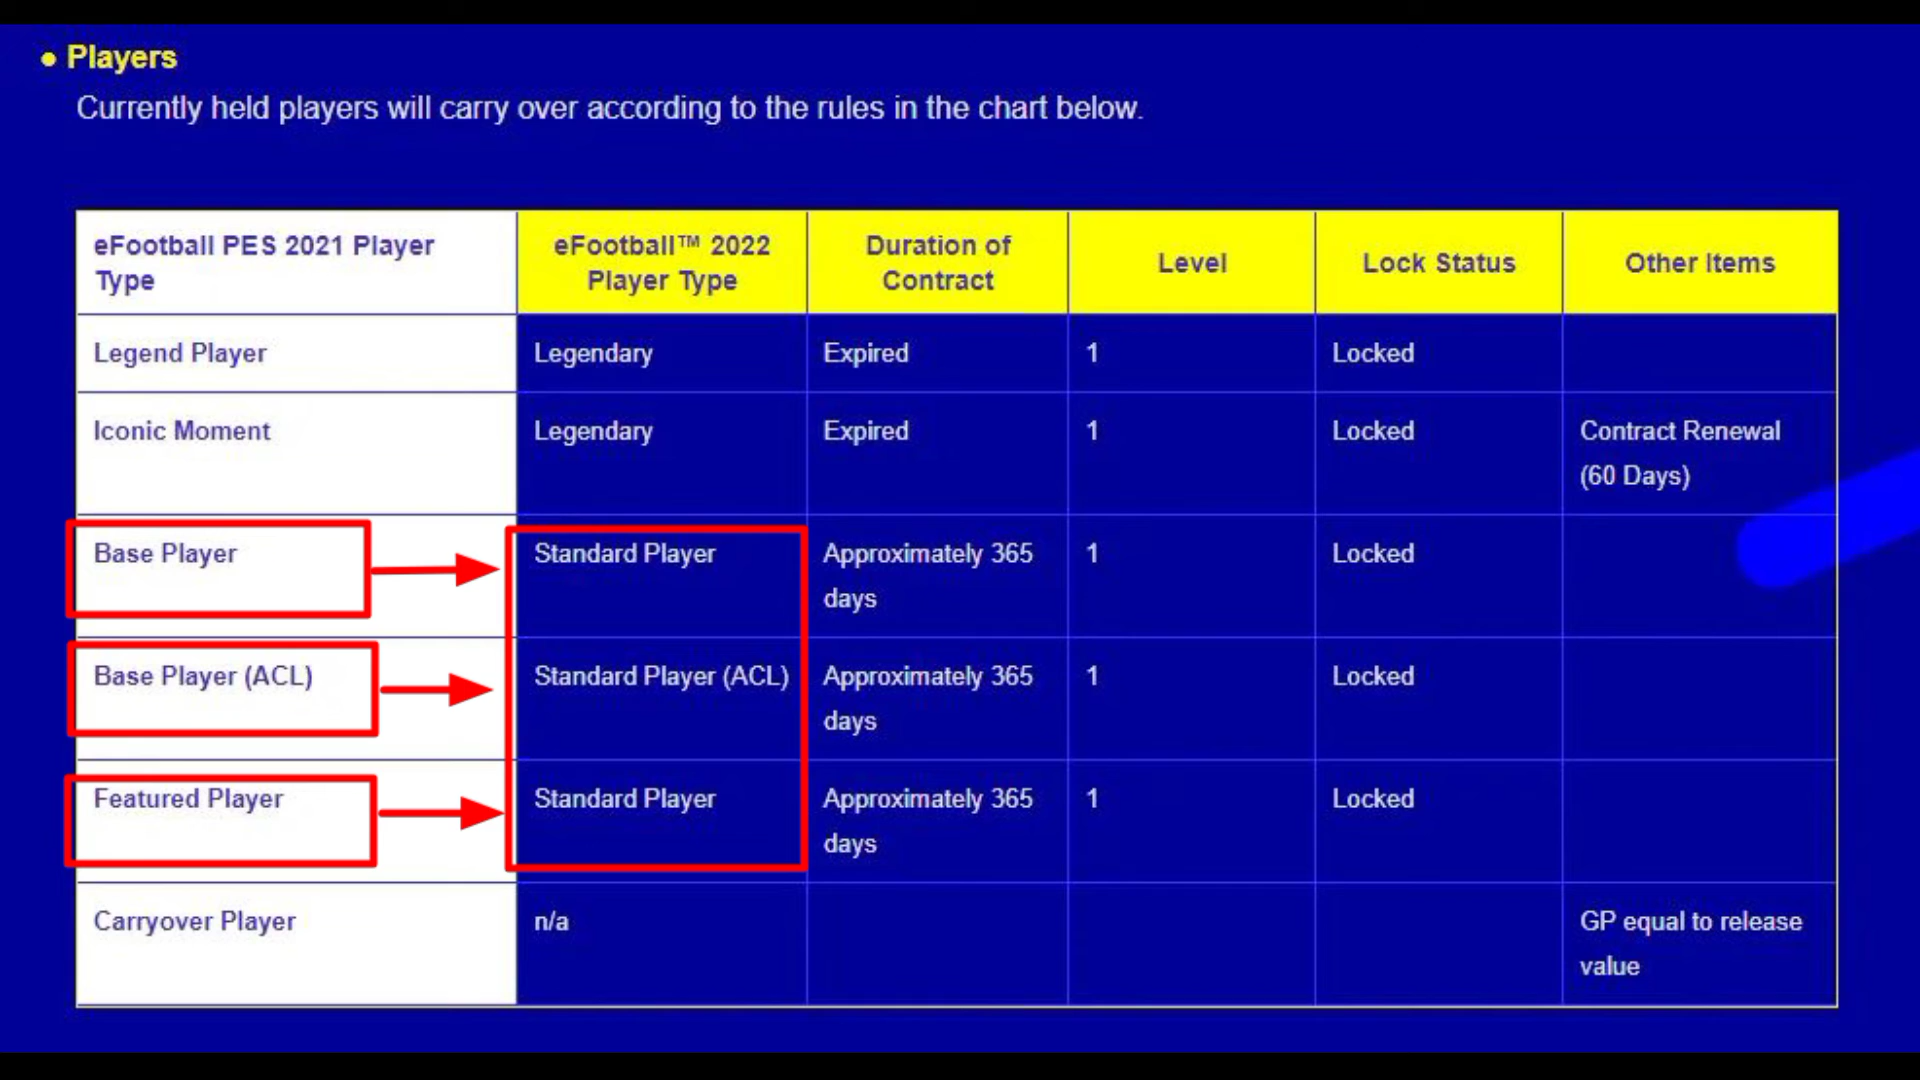 • Players
Currently held players will carry over according to the rules in the chart below.
eFootball PES 2021 Player
Type
eFootball™ 2022
Player Type
Duration of
Contract
Level
Lock Status
Other Items
Legend Player
Legendary
Expired
1
Locked
Iconic Moment
Legendary
Expired
1
Locked
Contract Renewal
(60 Days)
Base Player
Standard Player
Approximately 365
days
1
Locked
Base Player (ACL)
Standard Player (ACL)
Approximately 365
days
1
Locked
Featured Player
Standard Player
Approximately 365
days
1
Locked
Carryover Player
n/a
GP equal to release
value